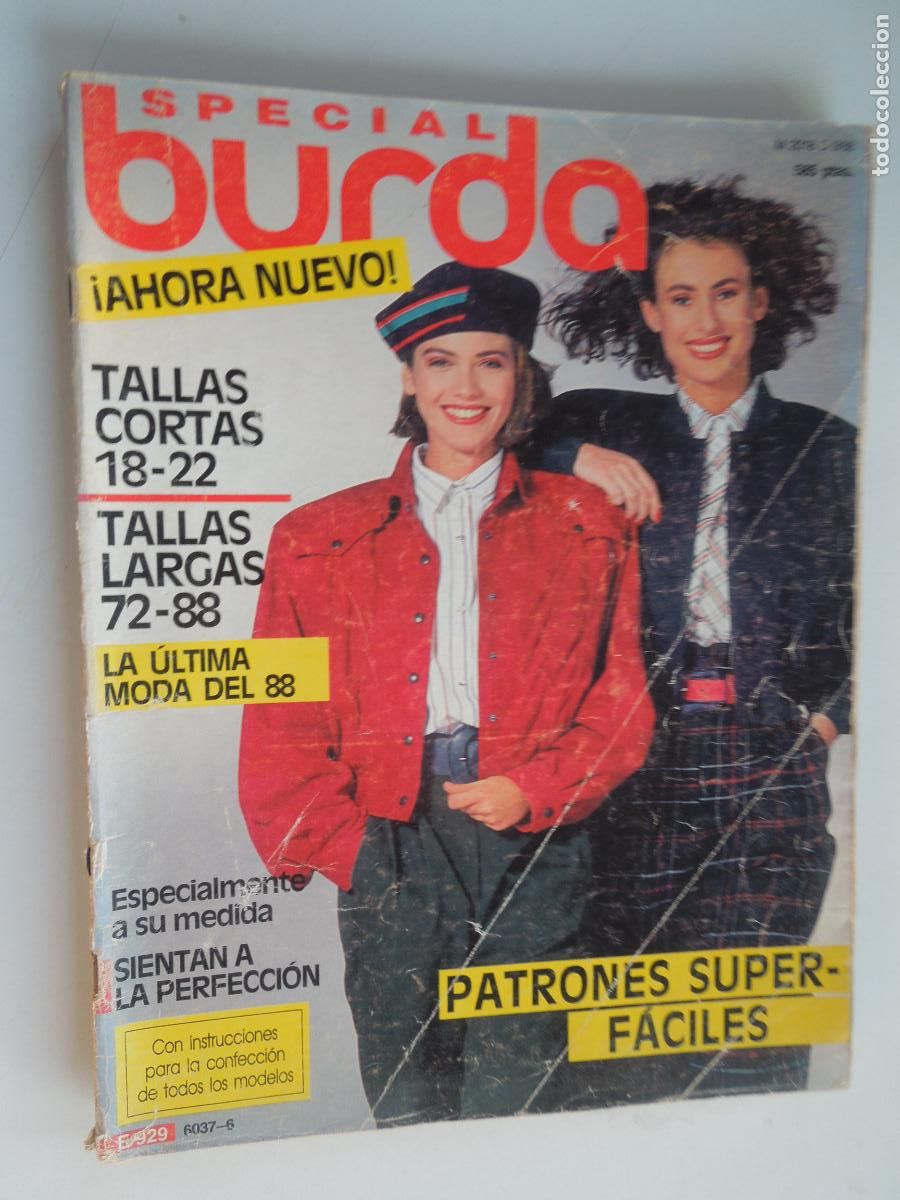 SPECIAL
burda
585 ptas.
¡AHORA NUEVO!
TALLAS
CORTAS
18-22
TALLAS
LARGAS
72-88
LA ÚLTIMA
MODA DEL 88
Especialmente
a su medida
SIENTAN A
LA PERFECCIÓN
Con instrucciones
para la confección
de todos los modelos
PATRONES SUPER-
FÁCILES
E 929 6037-6
todocoleccion